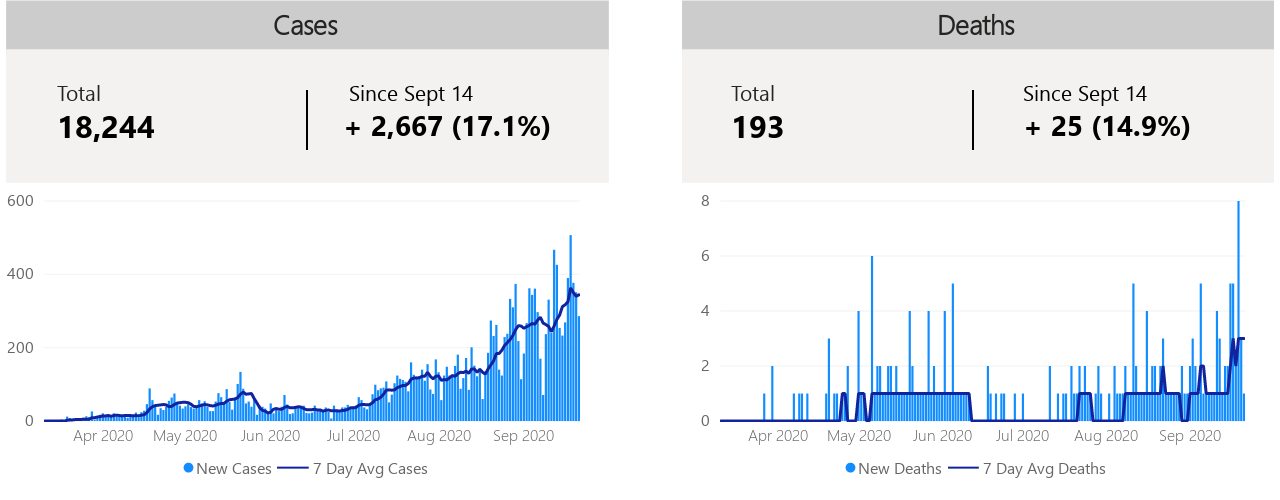 Cases
Total
18,244
Since Sept 14
+ 2,667 (17.1%)
600
400
200
0
Apr 2020 May 2020 Jun 2020 Jul 2020 Aug 2020 Sep 2020
New Cases 7 Day Avg Cases
Deaths
Total
193
Since Sept 14
+ 25 (14.9%)
8
6
4
2
0
Apr 2020 May 2020 Jun 2020 Jul 2020 Aug 2020 Sep 2020
New Deaths 7 Day Avg Deaths